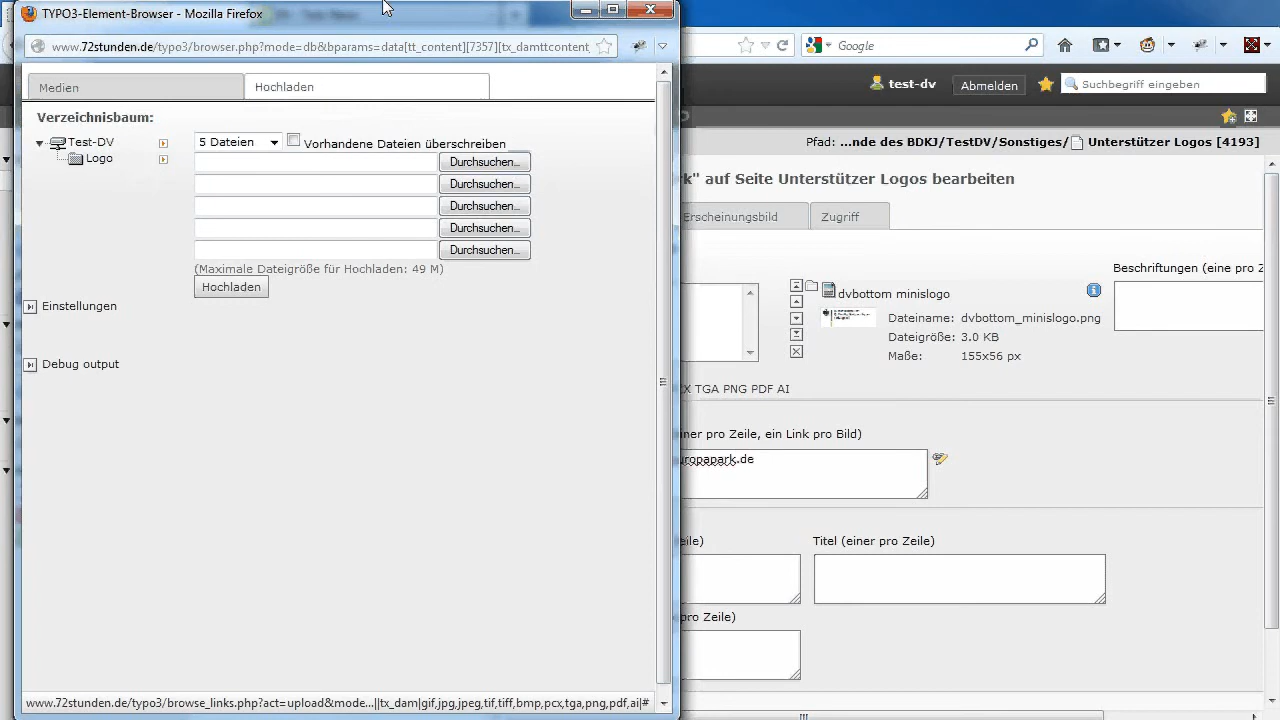 TYPO3-Element-Browser - Mozilla Firefox
www.72stunden.de/typo3/browser.php?mode=db&bparams=data[tt_content][7357][tx_damttcontent_
Google
Medien
Hochladen
test-dv
Abmelden
Suchbegriff eingeben
Verzeichnisbaum:
Test-DV
Logo
5 Dateien
Vorhandene Dateien überschreiben
Durchsuchen...
Durchsuchen...
Durchsuchen...
Durchsuchen...
Durchsuchen...
(Maximale Dateigröße für Hochladen: 49 M)
Hochladen
Einstellungen
Debug output
www.72stunden.de/typo3/browse_links.php?act=upload&mode...||tx_dam|gif,jpg,jpeg,tif,tiff,bmp,pcx,tga,png,pdf,ai|#
Pfad: ...nde des BDKJ/TestDV/Sonstiges/ Unterstützer Logos [4193]
k" auf Seite Unterstützer Logos bearbeiten
Erscheinungsbild
Zugriff
dvbottom minislogo
Dateiname: dvbottom_minislogo.png
Dateigröße: 3.0 KB
Maße: 155x56 px
Beschriftungen (eine pro Z
X TGA PNG PDF AI
ner pro Zeile, ein Link pro Bild)
uropapark.de
eile)
Titel (einer pro Zeile)
pro Zeile)